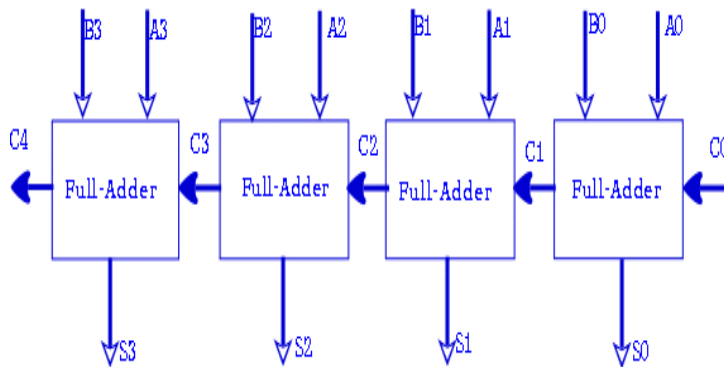 B3 A3 B2 A2 B1 A1 B0 A0
C4 C3 C2 C1
Full-Adder Full-Adder Full-Adder Full-Adder
S3 S2 S1 S0